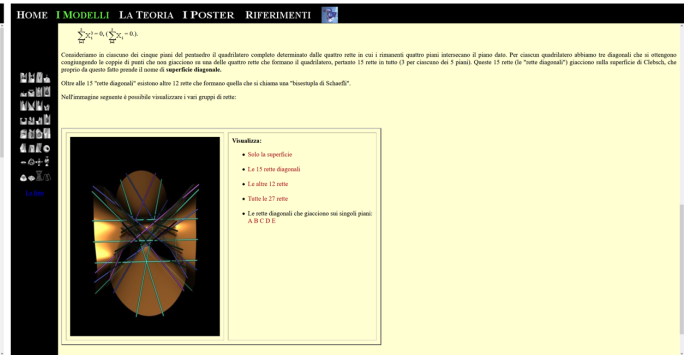 HOME I MODELLI LA TEORIA I POSTER RIFERIMENTI
Consideriamo in ciascuno dei cinque piani del pentaedro il quadrilatero completo determinato dalle quattro rette in cui i rimanenti quattro piani intersecano il piano dato. Per ciascun quadrilatero abbiamo tre diagonali che si ottengono
congiungendo le coppie di punti che non giacciono su una delle quattro rette che formano il quadrilatero, pertanto 15 rette in tutto (3 per ciascuno dei 5 piani). Queste 15 rette (le "rette diagonali") giacciono sulla superficie di Clebsch, che
proprio da questo fatto prende il nome di superficie diagonale.
Oltre alle 15 "rette diagonali" esistono altre 12 rette che formano quella che si chiama una "bisestupla di Schaefli".
Nell'immagine seguente è possibile visualizzare i vari gruppi di rette:
Visualizza:
Solo la superficie
Le 15 rette diagonali
Le altre 12 rette
Tutte le 27 rette
Le rette diagonali che giacciono sui singoli piani:
A B C D E